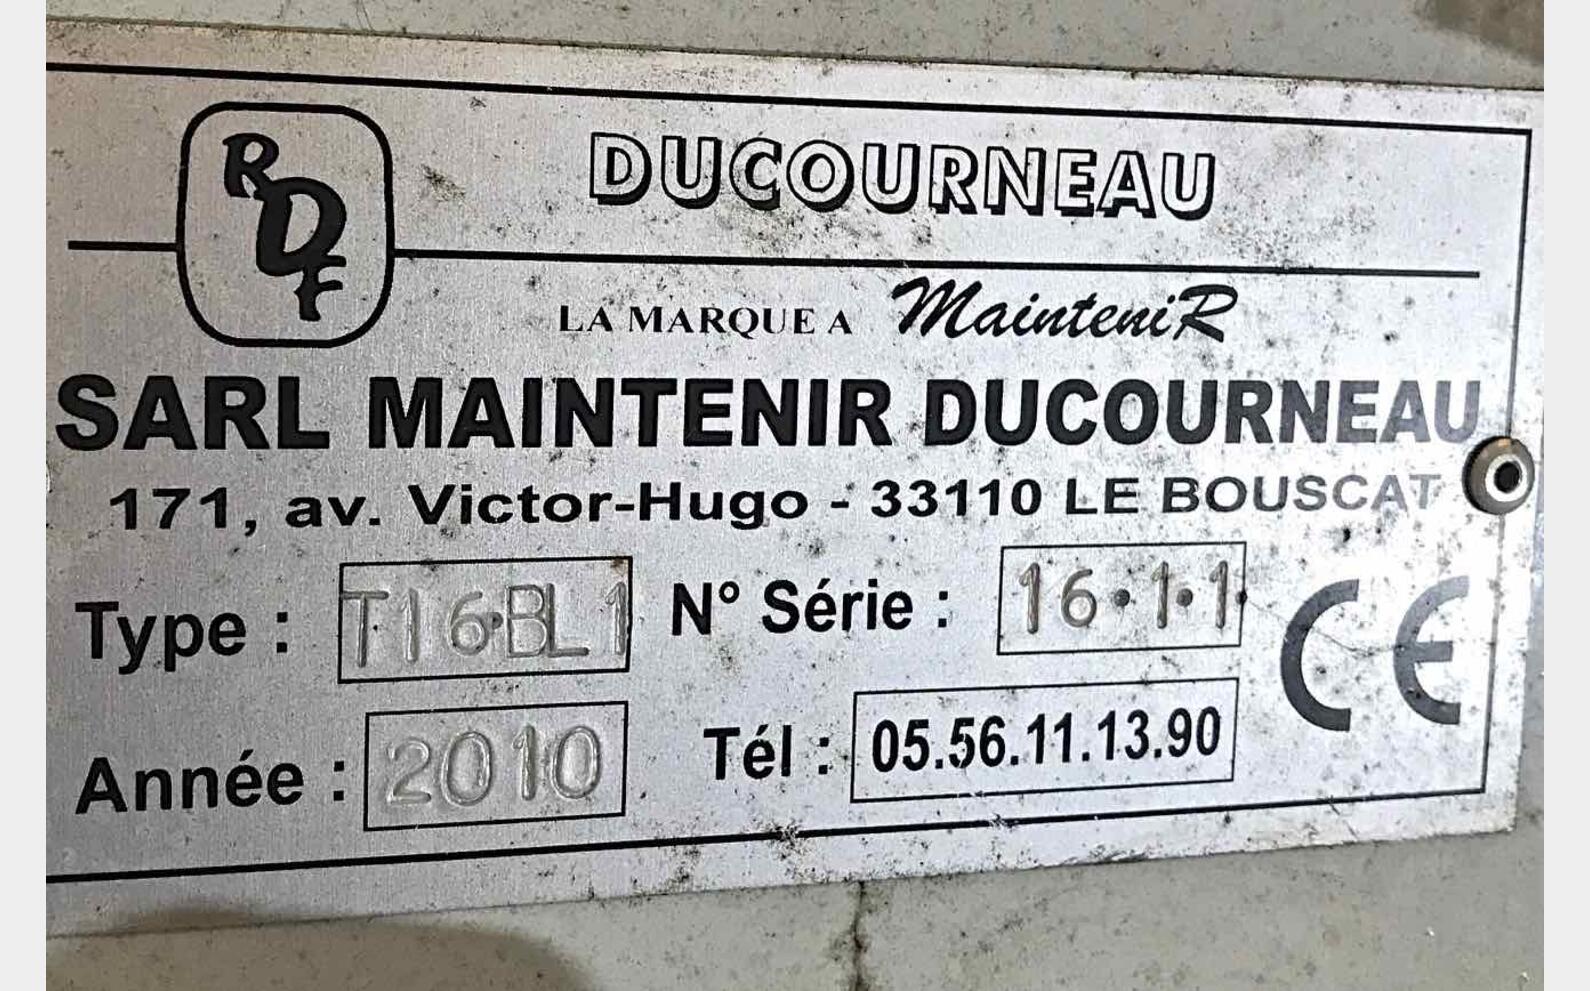 RDF
DUCOURNEAU
LA MARQUE A MainteniR
SARL MAINTENIR DUCOURNEAU
171, av. Victor-Hugo - 33110 LE BOUSCAT
Type : T16BL1 N° Série : 16·1·1
Année : 2010 Tél : 05.56.11.13.90
CE